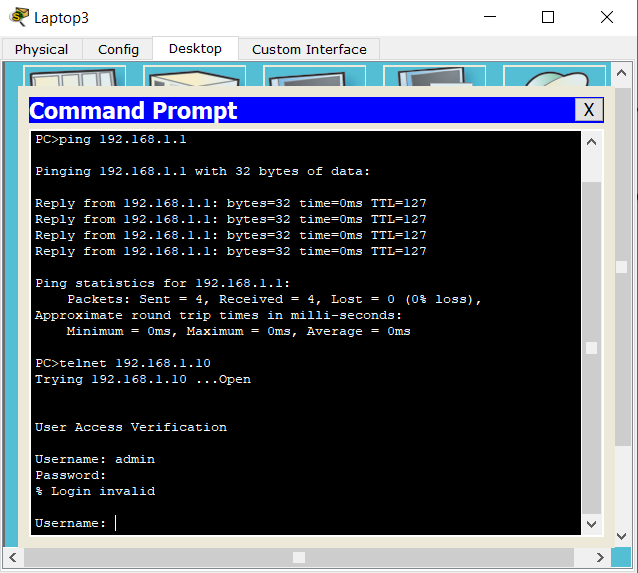 Laptop3
Physical Config Desktop Custom Interface
Command Prompt X
PC>ping 192.168.1.1
Pinging 192.168.1.1 with 32 bytes of data:
Reply from 192.168.1.1: bytes=32 time=0ms TTL=127
Reply from 192.168.1.1: bytes=32 time=0ms TTL=127
Reply from 192.168.1.1: bytes=32 time=0ms TTL=127
Reply from 192.168.1.1: bytes=32 time=0ms TTL=127
Ping statistics for 192.168.1.1:
Packets: Sent = 4, Received = 4, Lost = 0 (0% loss),
Approximate round trip times in milli-seconds:
Minimum = 0ms, Maximum = 0ms, Average = 0ms
PC>telnet 192.168.1.10
Trying 192.168.1.10 ...Open
User Access Verification
Username: admin
Password:
% Login invalid
Username: